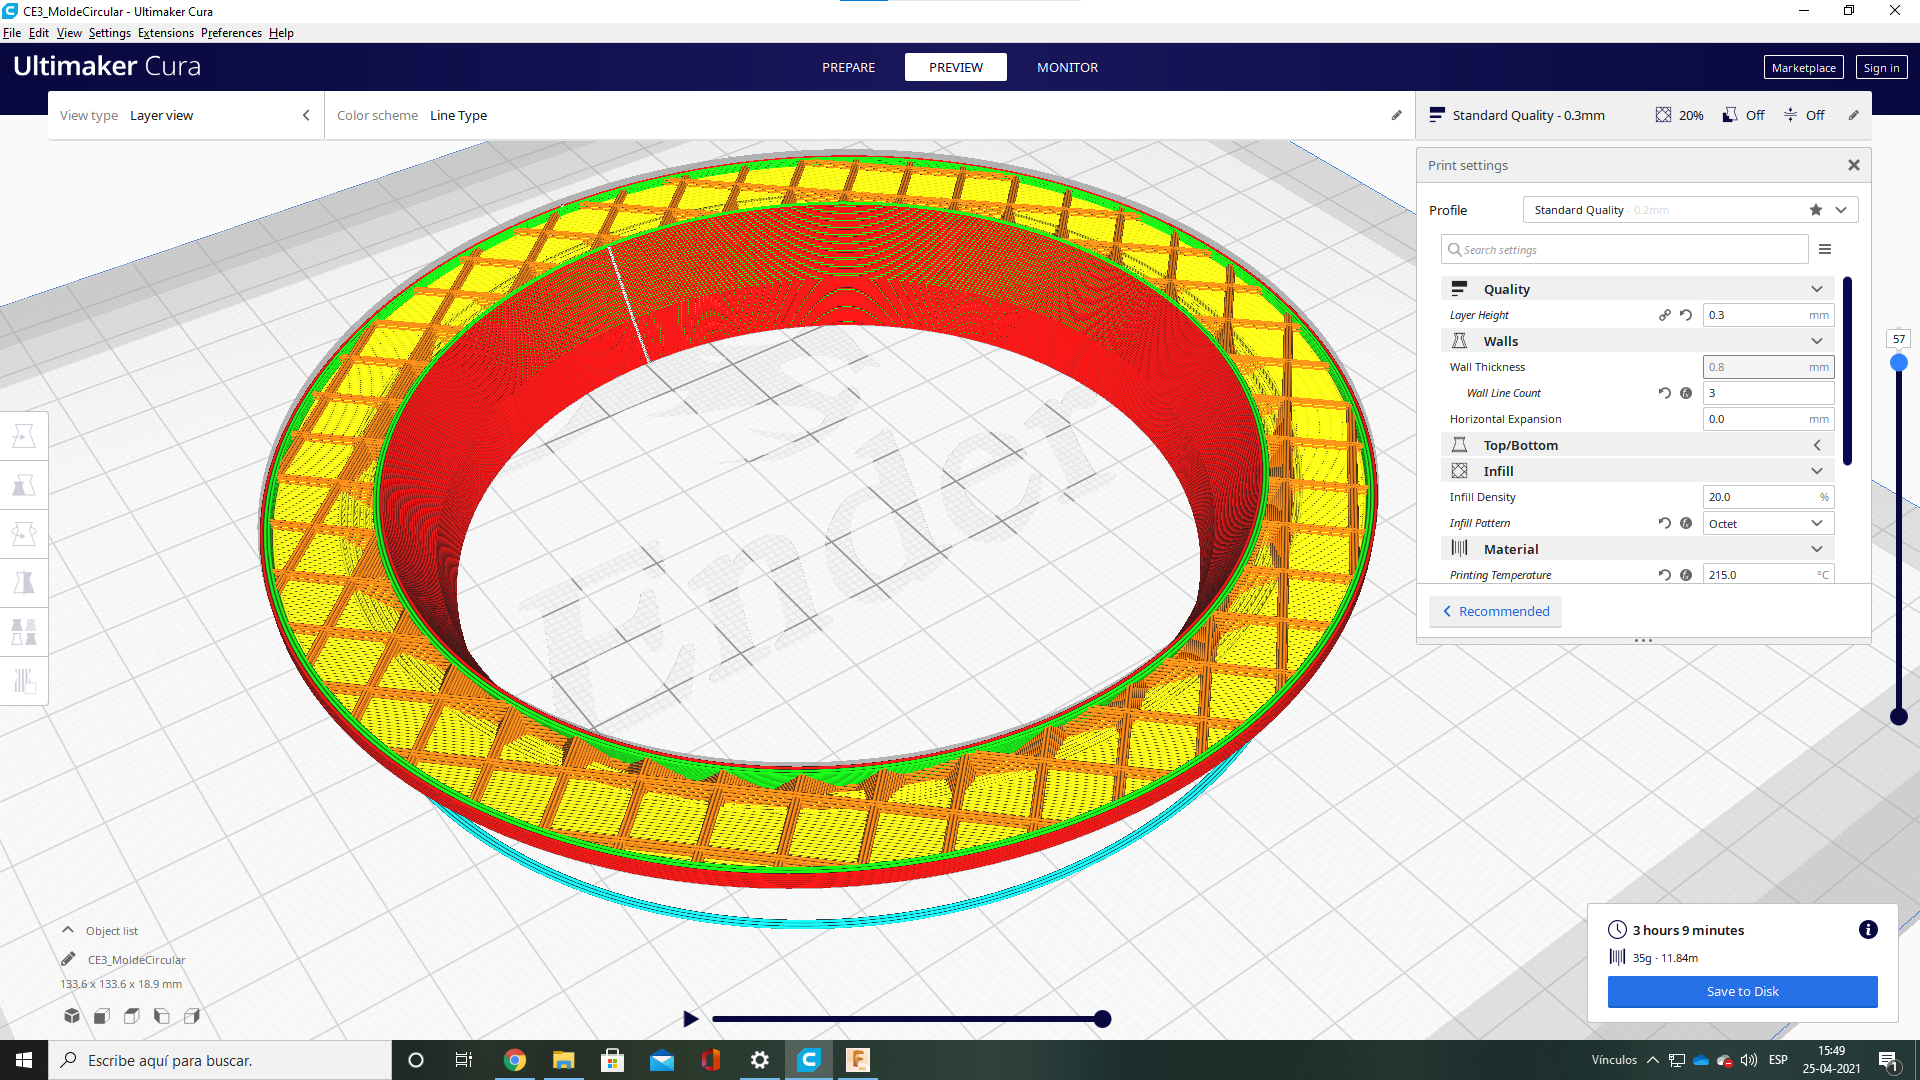 CE3_MoldeCircular - Ultimaker Cura
File Edit View Settings Extensions Preferences Help
Ultimaker Cura
PREPARE PREVIEW MONITOR
Marketplace Sign in
View type Layer view
Color scheme Line Type
Standard Quality - 0.3mm 20% Off Off
Print settings
Profile Standard Quality - 0.2mm
Search settings
Quality
Layer Height 0.3 mm
Walls
Wall Thickness 0.8 mm
Wall Line Count 3
Horizontal Expansion 0.0 mm
Top/Bottom
Infill
Infill Density 20.0 %
Infill Pattern Octet
Material
Printing Temperature 215.0 °C
Recommended
57
Ender
Object list
CE3_MoldeCircular
133.6 x 133.6 x 18.9 mm
3 hours 9 minutes
35g · 11.84m
Save to Disk
Escribe aquí para buscar.
Vínculos ESP
15:49
25-04-2021
1